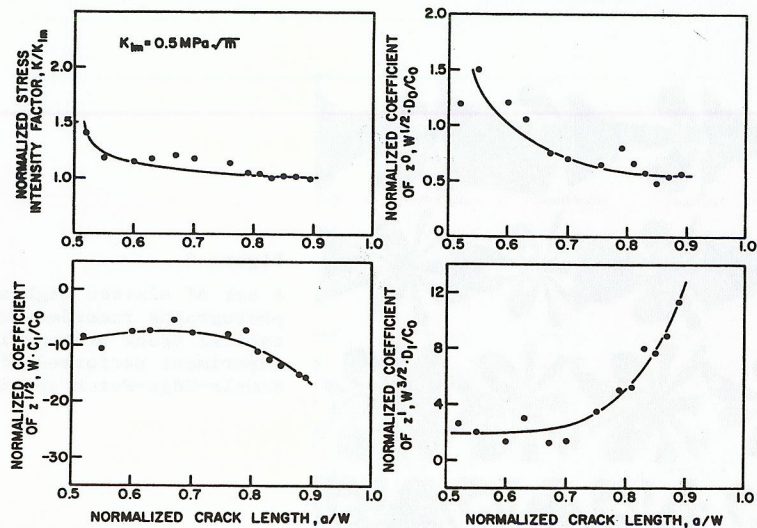 NORMALIZED STRESS
INTENSITY FACTOR, K/K_Im
2.0
1.5
1.0
K_Im = 0.5 MPa √m
0.5 0.6 0.7 0.8 0.9 1.0
NORMALIZED COEFFICIENT
OF z^0, W^1/2·D_0/C_0
2.0
1.5
1.0
0.5
0
0.5 0.6 0.7 0.8 0.9 1.0
NORMALIZED COEFFICIENT
OF z^1/2, W·C_1/C_0
0
-10
-20
-30
0.5 0.6 0.7 0.8 0.9 1.0
NORMALIZED CRACK LENGTH, a/W
NORMALIZED COEFFICIENT
OF z^1, W^3/2·D_1/C_0
12
8
4
0
0.5 0.6 0.7 0.8 0.9 1.0
NORMALIZED CRACK LENGTH, a/W